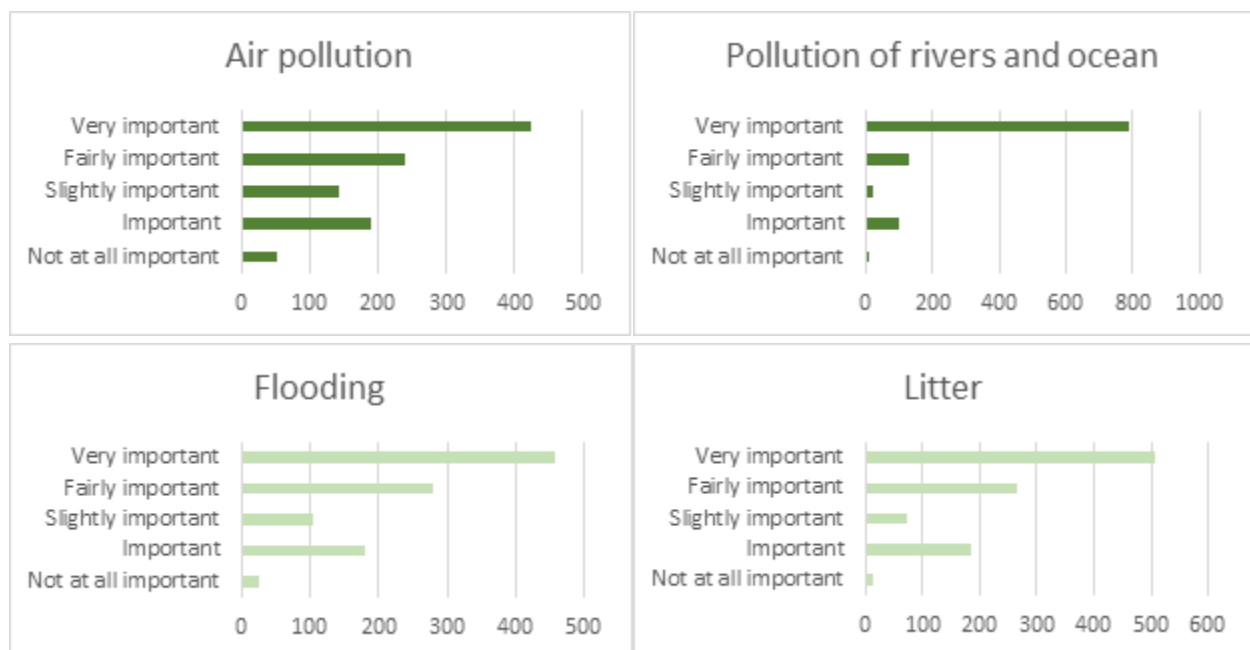 Air pollution
Very important
Fairly important
Slightly important
Important
Not at all important
0 100 200 300 400 500
Pollution of rivers and ocean
Very important
Fairly important
Slightly important
Important
Not at all important
0 200 400 600 800 1000
Flooding
Very important
Fairly important
Slightly important
Important
Not at all important
0 100 200 300 400 500
Litter
Very important
Fairly important
Slightly important
Important
Not at all important
0 100 200 300 400 500 600